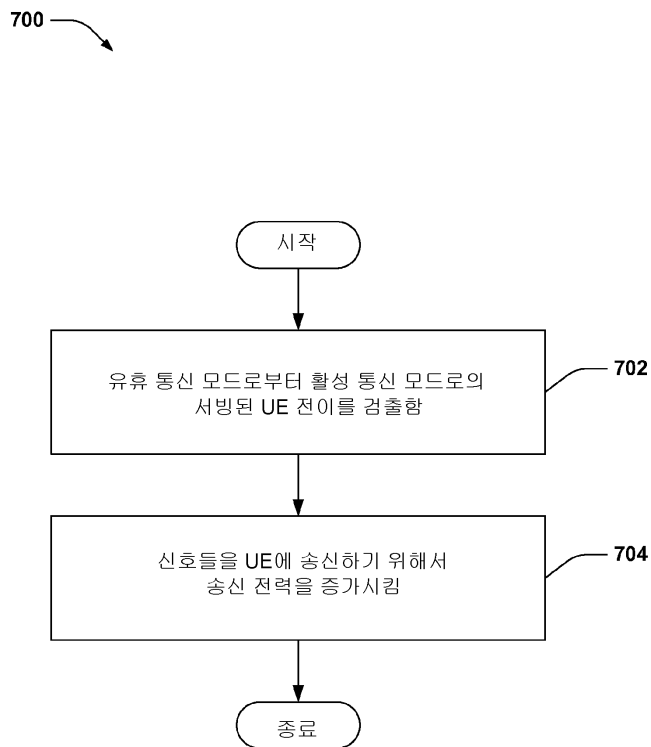 700
시작
유휴 통신 모드로부터 활성 통신 모드로의
서빙된 UE 전이를 검출함
702
신호들을 UE에 송신하기 위해서
송신 전력을 증가시킴
704
종료